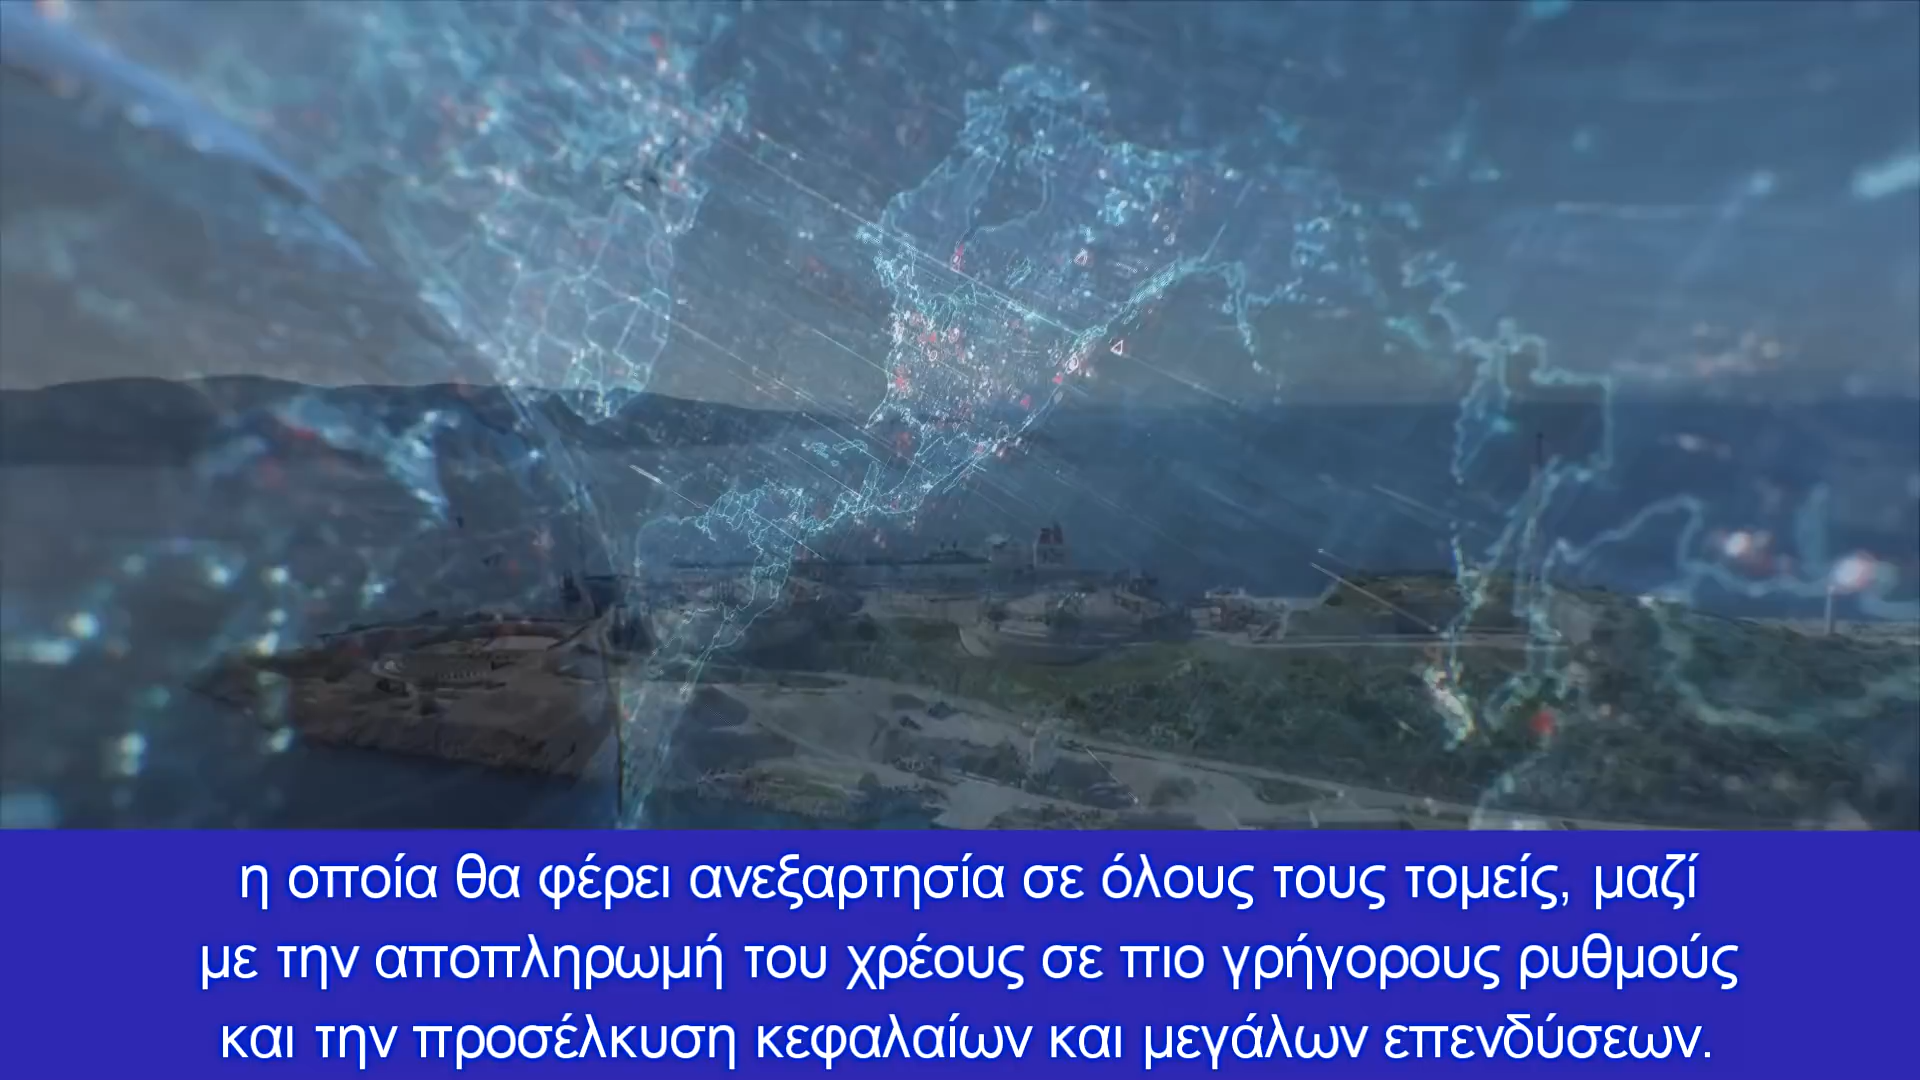 η οποία θα φέρει ανεξαρτησία σε όλους τους τομείς, μαζί
με την αποπληρωμή του χρέους σε πιο γρήγορους ρυθμούς
και την προσέλκυση κεφαλαίων και μεγάλων επενδύσεων.